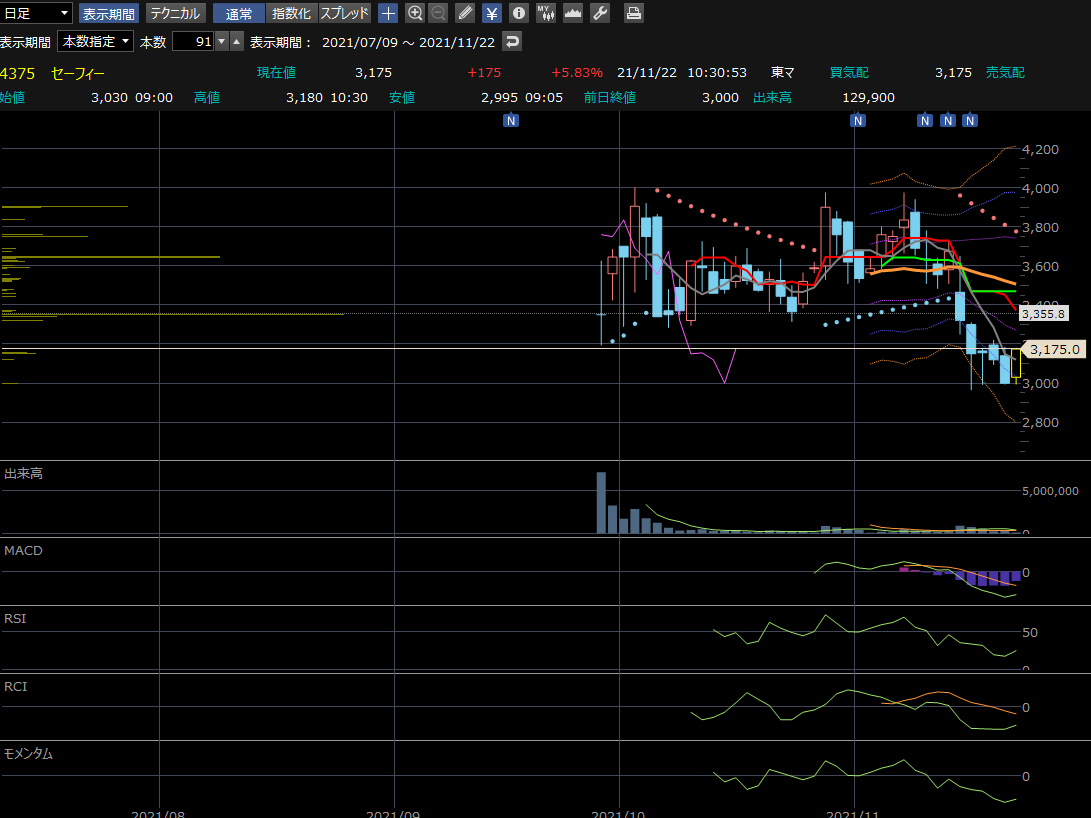 日足 表示期間 テクニカル 通常 指数化 スプレッド ¥ MY
表示期間 本数指定 本数 91 表示期間： 2021/07/09 ～ 2021/11/22
4375 セーフィー 現在値 3,175 +175 +5.83% 21/11/22 10:30:53 東マ 買気配 3,175 売気配
始値 3,030 09:00 高値 3,180 10:30 安値 2,995 09:05 前日終値 3,000 出来高 129,900
N N N N N
4,200
4,000
3,800
3,600
3,400
3,355.8
3,175.0
3,000
2,800
出来高
5,000,000
0
MACD
0
RSI
50
0
RCI
0
モメンタム
0
2021/08 2021/09 2021/10 2021/11